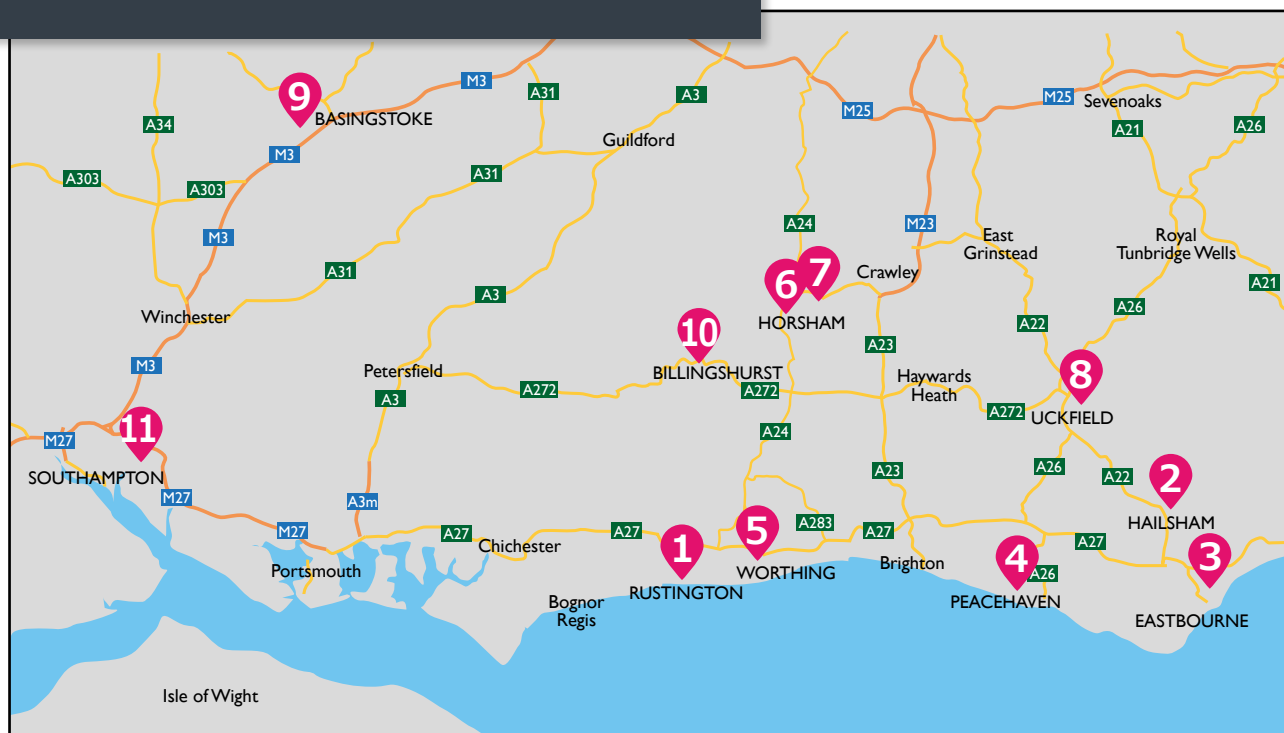 M3
A31
A3
9
BASINGSTOKE
M25
M25
Sevenoaks
A34
A21
A26
Guildford
M3
A303
A303
A31
A24
M23
M3
East
Grinstead
Royal
Tunbridge Wells
A31
6
7
Crawley
A21
A3
A26
Winchester
HORSHAM
A22
10
A23
M3
Petersfield
BILLINGSHURST
Haywards
Heath
8
A272
A272
A3
A272
UCKFIELD
11
M27
A24
SOUTHAMPTON
A26
A23
A22
2
M27
A3m
HAILSHAM
M27
A27
Chichester
A27
1
5
A283
A27
A27
WORTHING
Brighton
4
3
Portsmouth
A26
RUSTINGTON
PEACEHAVEN
Bognor
Regis
EASTBOURNE
Isle of Wight